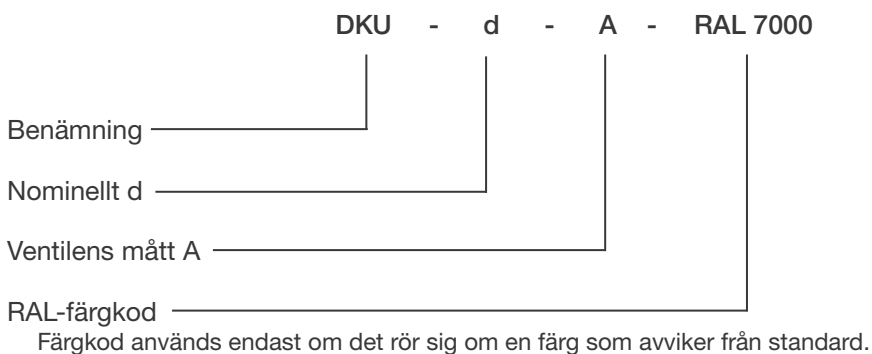 DKU - d - A - RAL 7000
Benämning
Nominellt d
Ventilens mått A
RAL-färgkod
Färgkod används endast om det rör sig om en färg som avviker från standard.